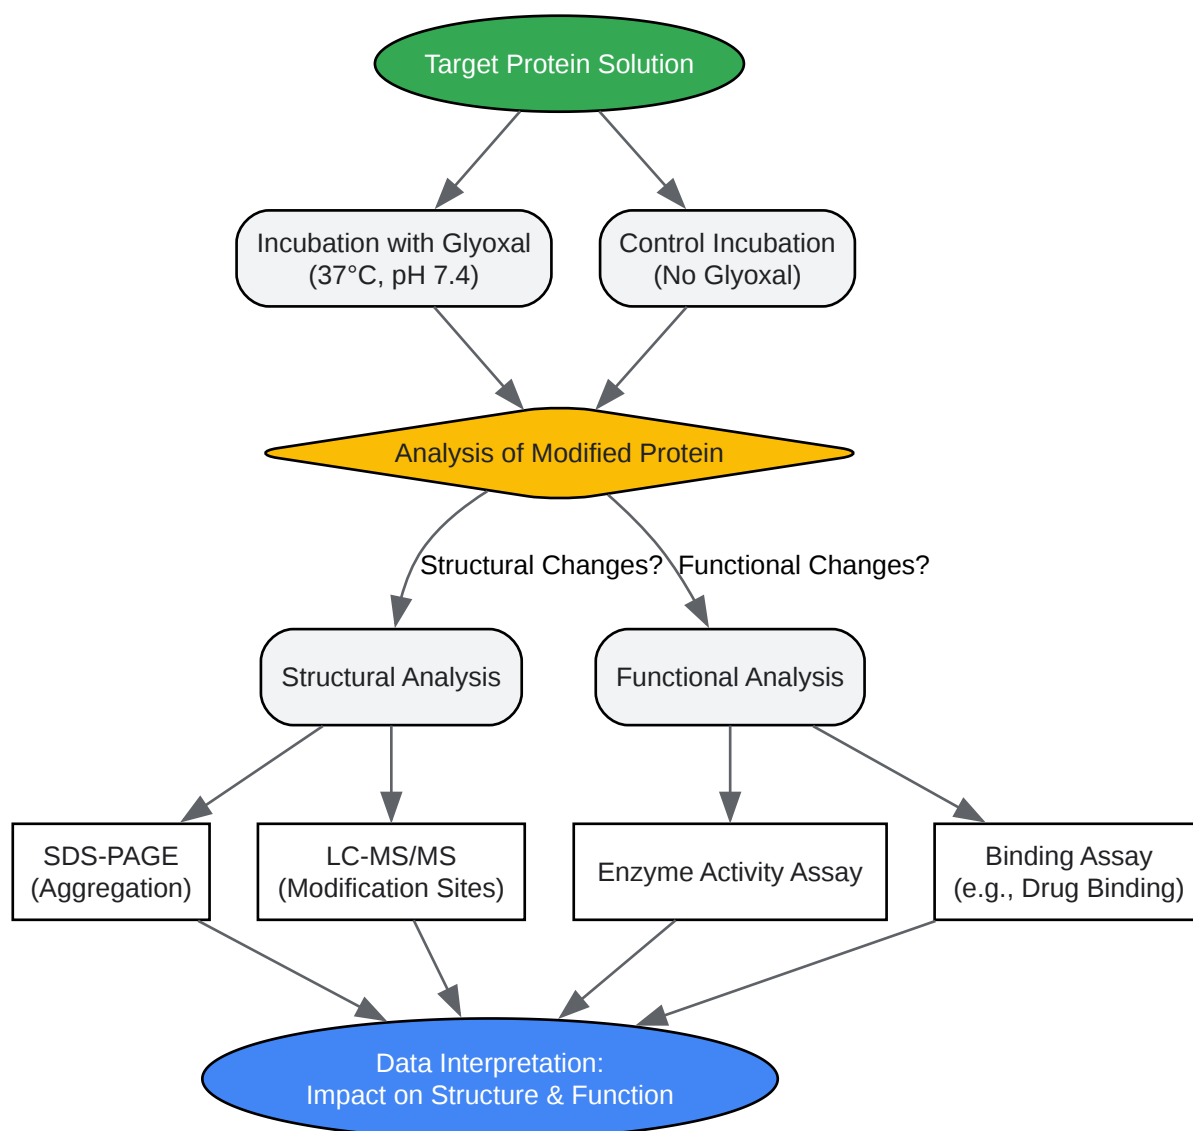 Target Protein Solution
Incubation with Glyoxal
(37°C, pH 7.4)
Control Incubation
(No Glyoxal)
Analysis of Modified Protein
Structural Changes?
Functional Changes?
Structural Analysis
Functional Analysis
SDS-PAGE
(Aggregation)
LC-MS/MS
(Modification Sites)
Enzyme Activity Assay
Binding Assay
(e.g., Drug Binding)
Data Interpretation:
Impact on Structure & Function